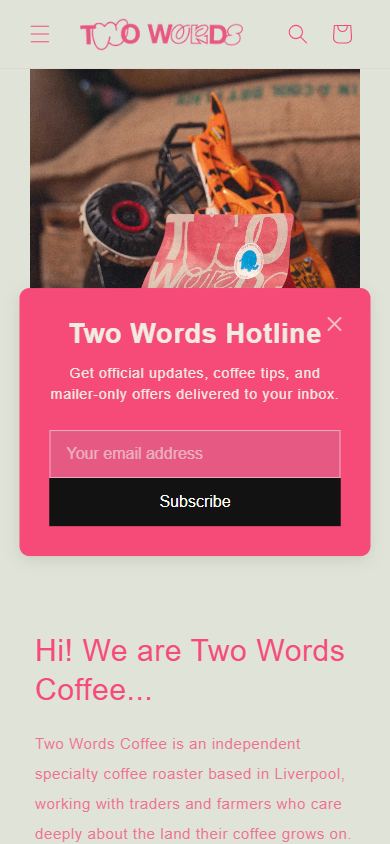 TWO WORDS
TWO
WORDS
Two Words Hotline
Get official updates, coffee tips, and
mailer-only offers delivered to your inbox.
Your email address
Subscribe
Hi! We are Two Words
Coffee...
Two Words Coffee is an independent
specialty coffee roaster based in Liverpool,
working with traders and farmers who care
deeply about the land their coffee grows on.